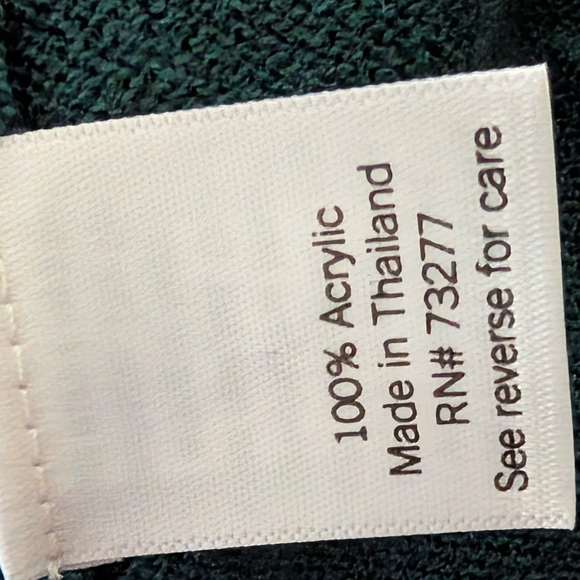 100% Acrylic
Made in Thailand
RN# 73277
See reverse for care